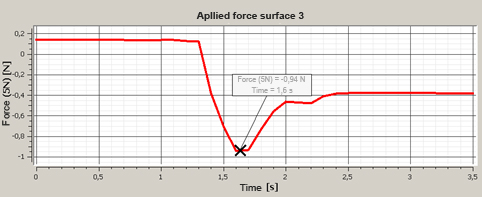 Apllied force surface 3
Force (SN) [N]
0,2
0
-0,2
-0,4
-0,6
-0,8
-1
Force (SN) = -0,94 N
Time = 1,6 s
0 0,5 1 1,5 2 2,5 3 3,5
Time [s]